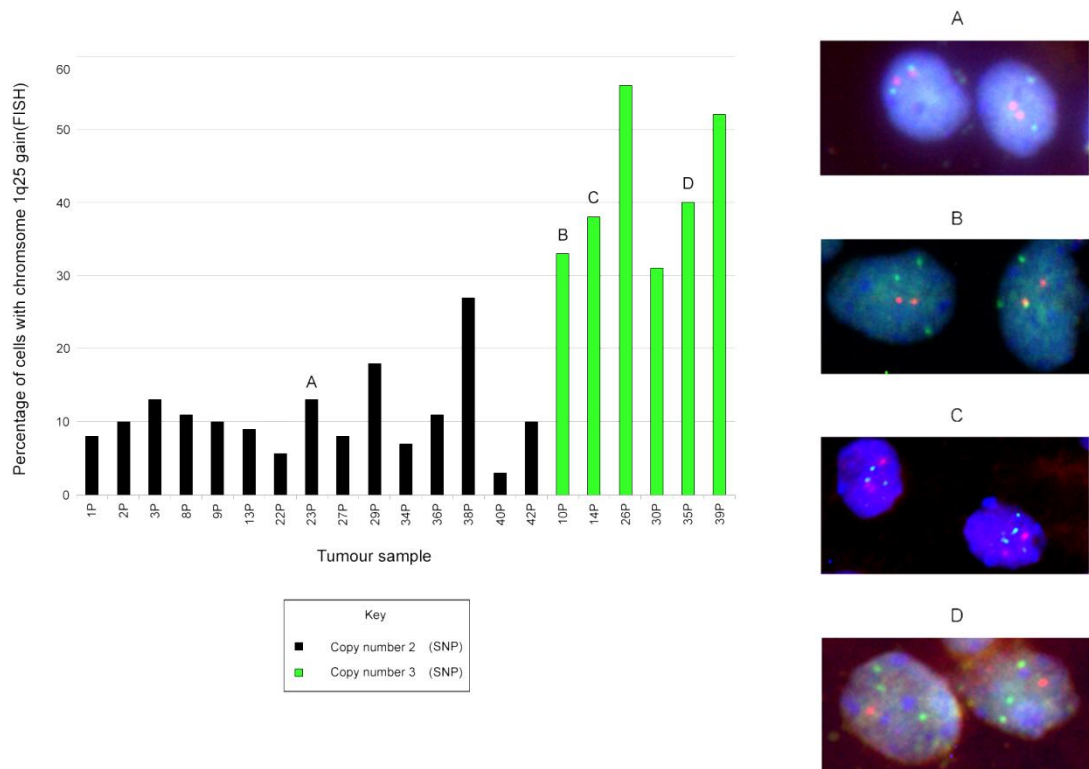 Percentage of cells with chromsome 1q25 gain(FISH)
60
50
40
30
20
10
0
A
B
C
D
1P
2P
3P
8P
9P
13P
22P
23P
27P
29P
34P
36P
38P
40P
42P
10P
14P
26P
30P
35P
39P
Tumour sample
Key
Copy number 2 (SNP)
Copy number 3 (SNP)
A
B
C
D